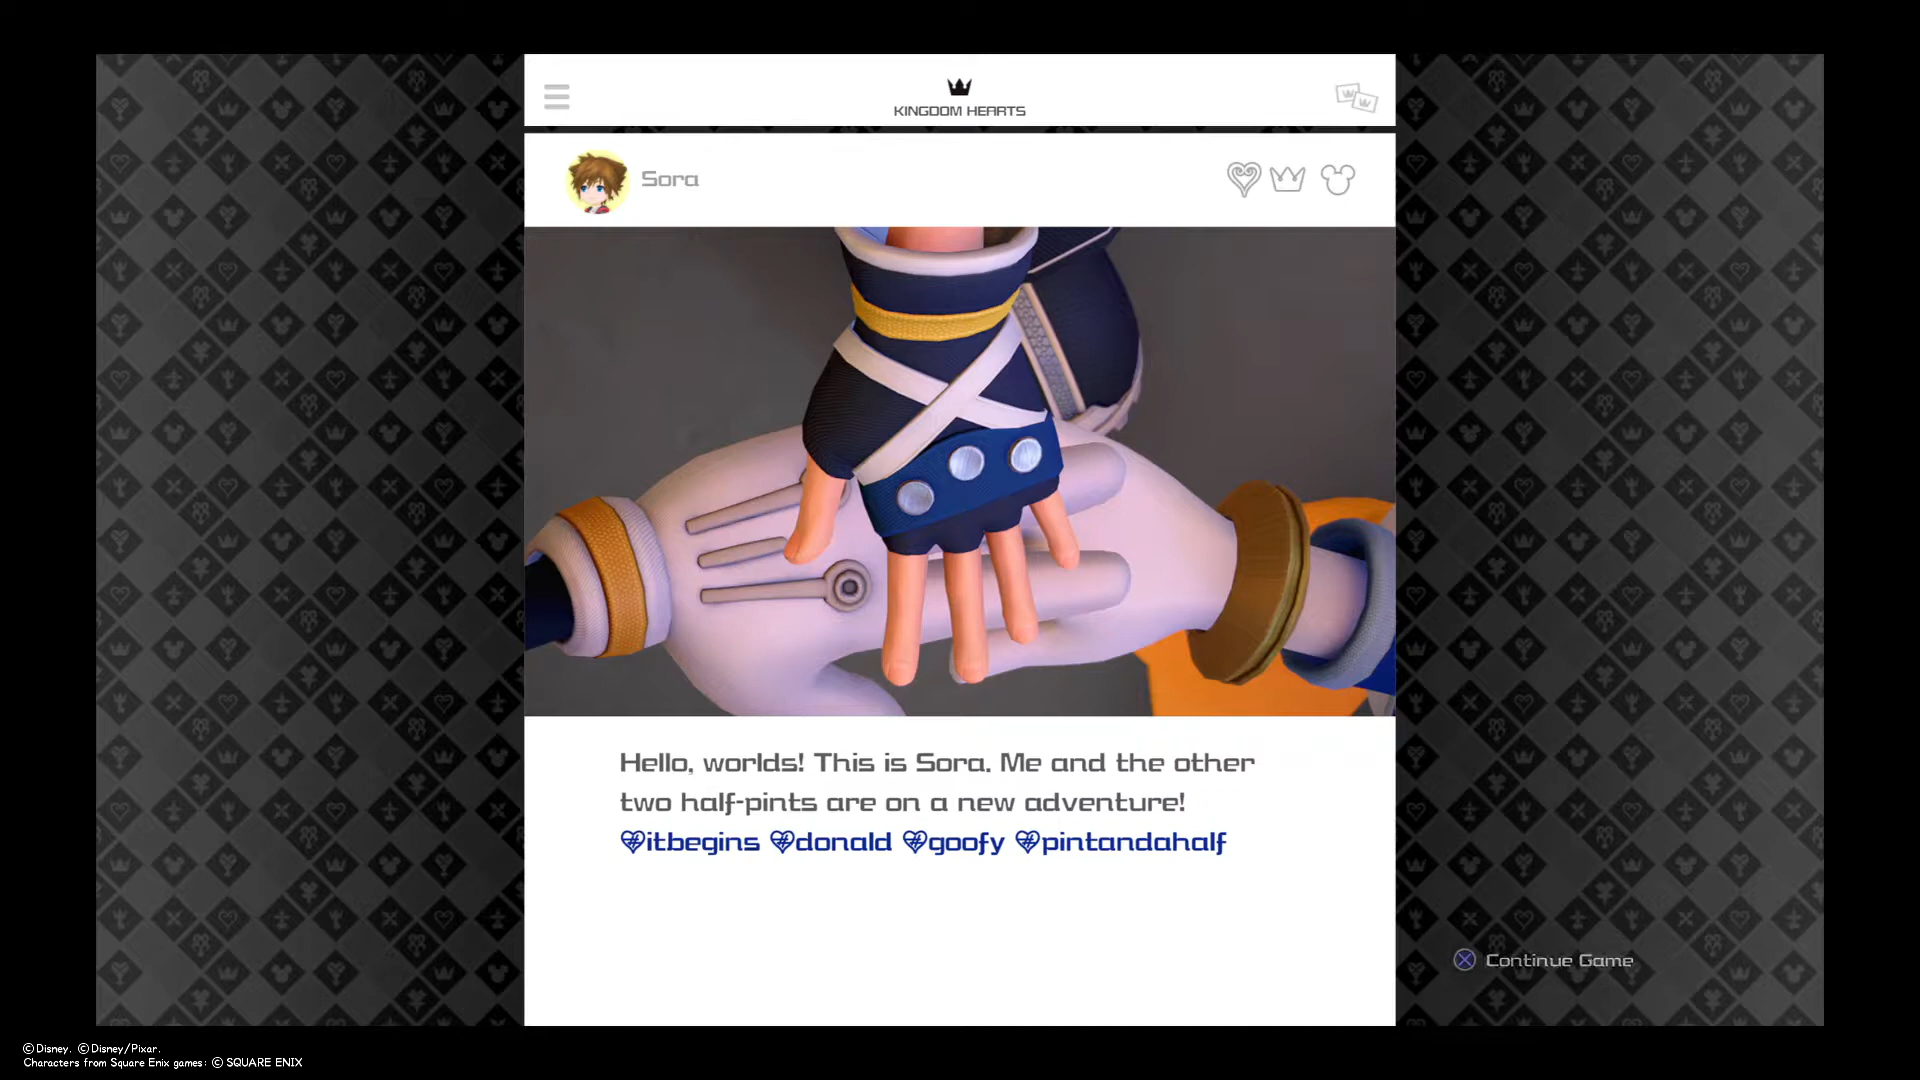 KINGDOM HEARTS
Sora
Hello, worlds! This is Sora. Me and the other
two half-pints are on a new adventure!
#itbegins #donald #goofy #pintandahalf
Continue Game
©Disney. ©Disney/Pixar.
Characters from Square Enix games: © SQUARE ENIX